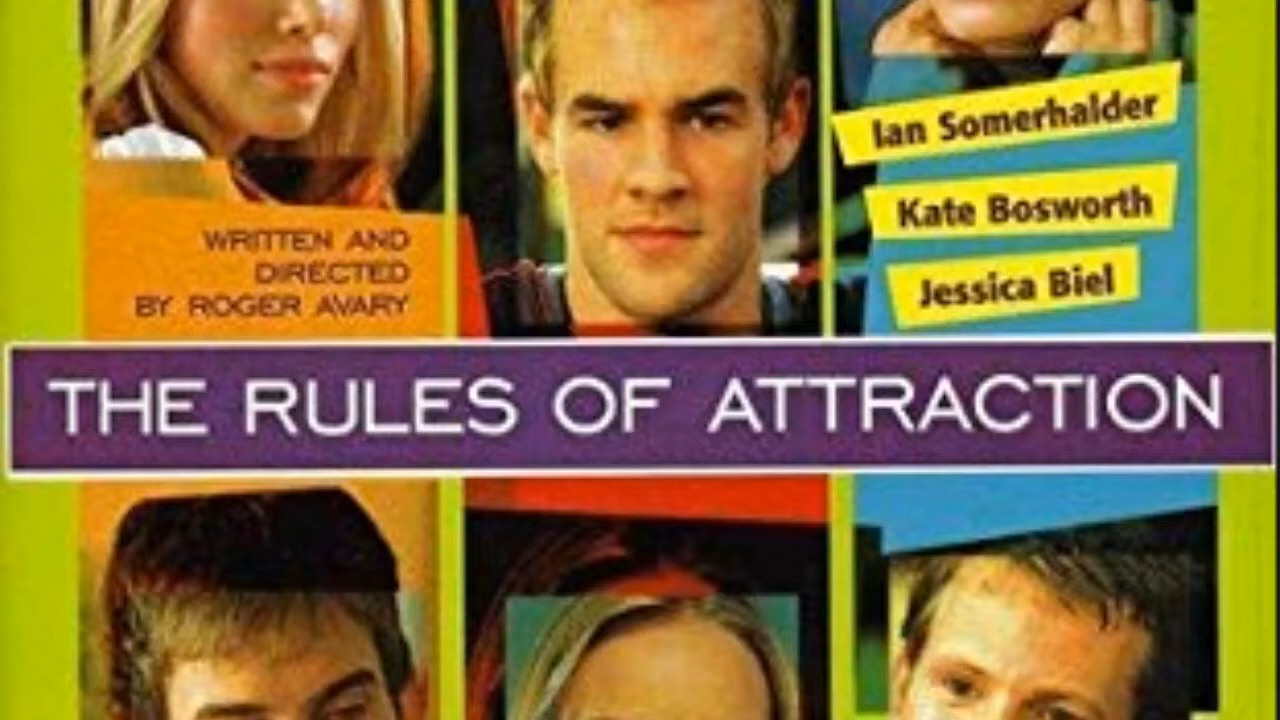 Ian Somerhalder
Kate Bosworth
Jessica Biel
WRITTEN AND
DIRECTED
BY ROGER AVARY
THE RULES OF ATTRACTION